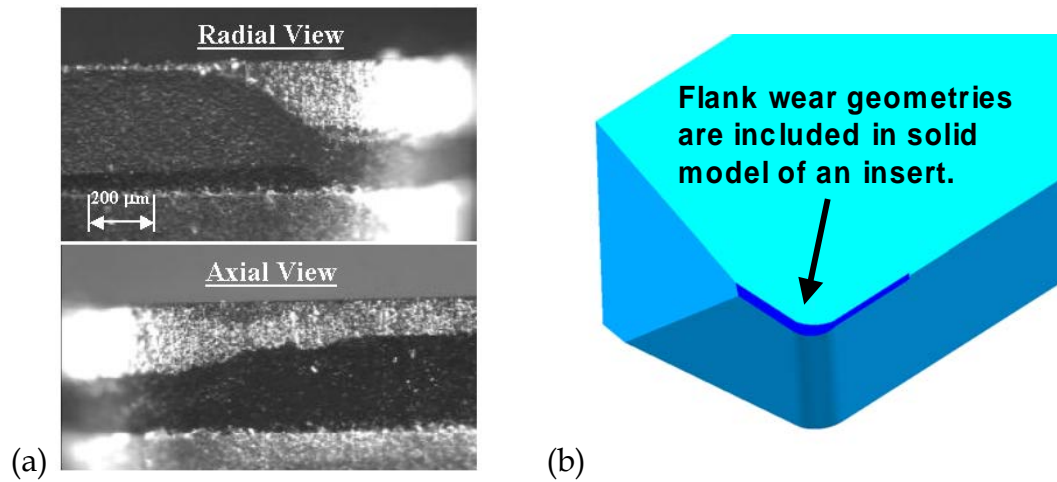 Radial View
200 µm
Axial View
(a)
Flank wear geometries
are included in solid
model of an insert.
(b)